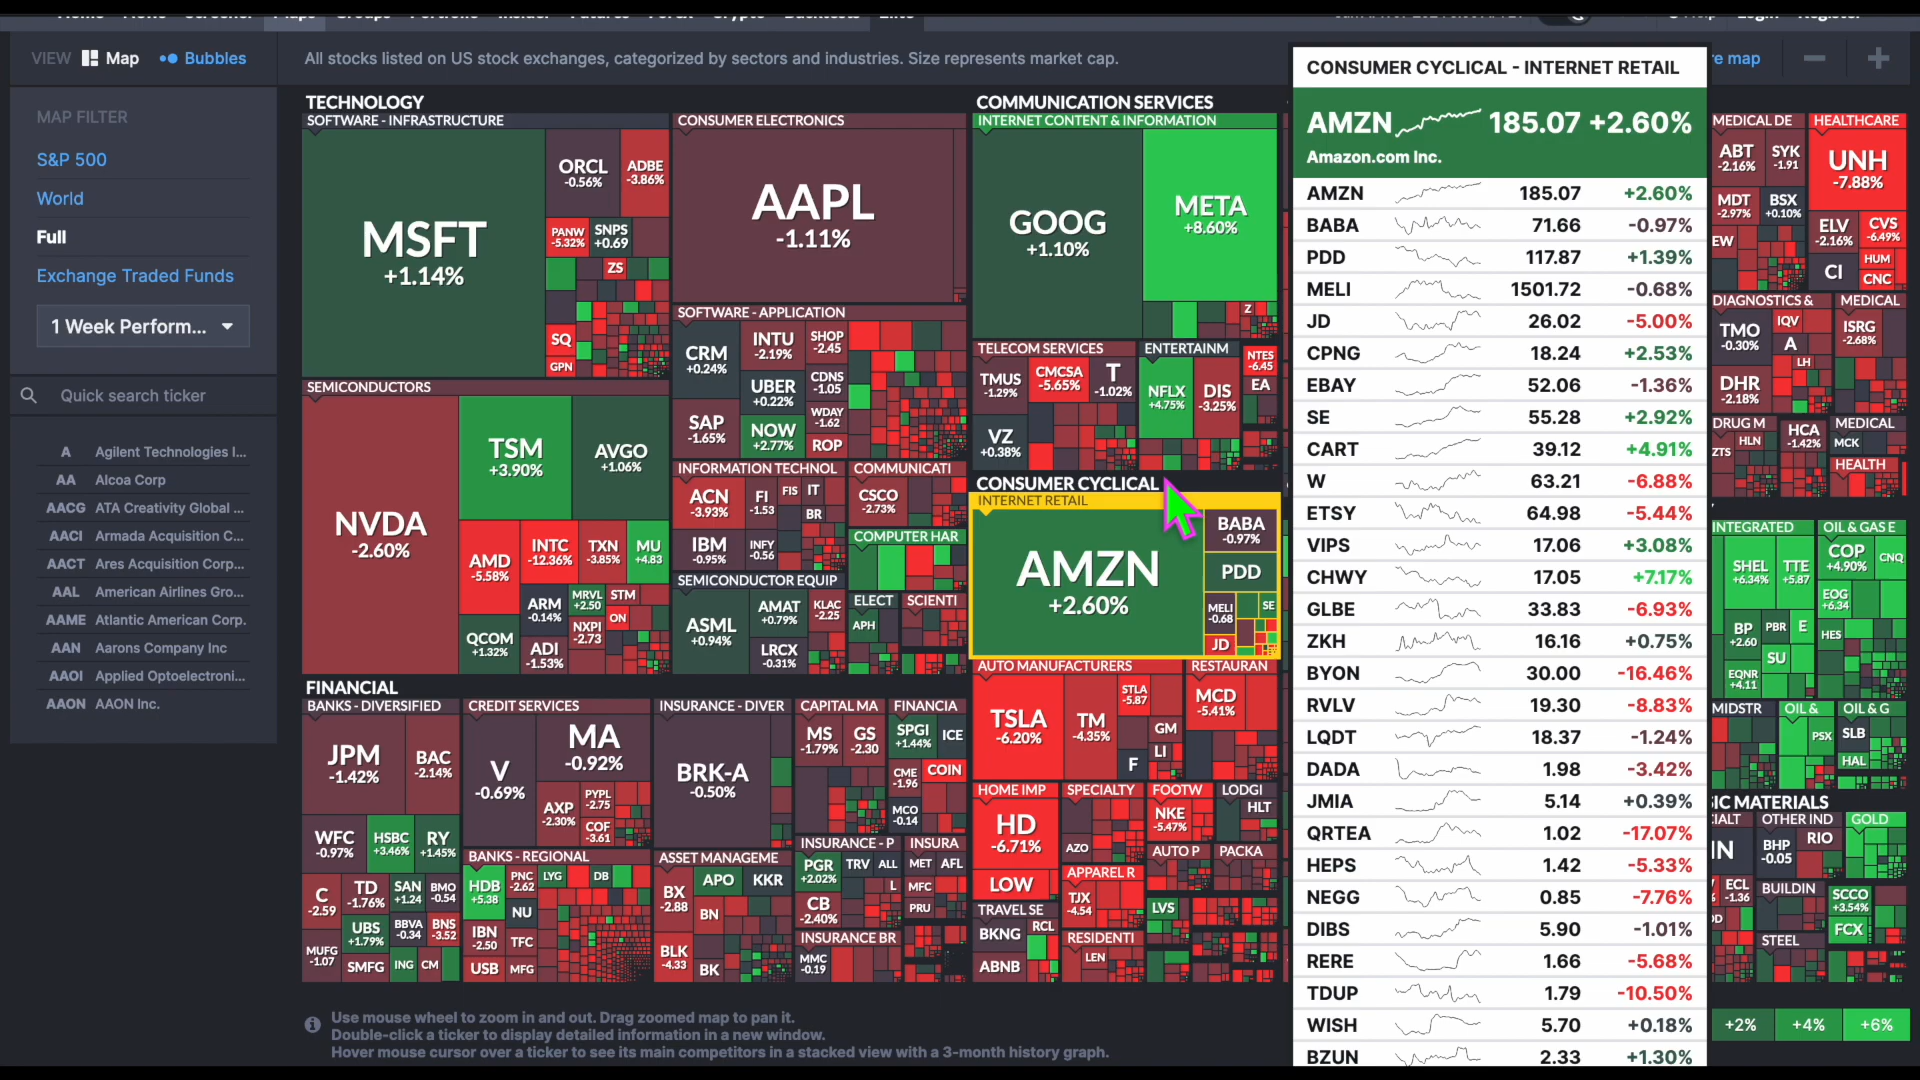 VIEW Map Bubbles
All stocks listed on US stock exchanges, categorized by sectors and industries. Size represents market cap.
MAP FILTER
S&P 500
World
Full
Exchange Traded Funds
1 Week Perform...
Quick search ticker
A Agilent Technologies I...
AA Alcoa Corp
AACG ATA Creativity Global ...
AACI Armada Acquisition C...
AACT Ares Acquisition Corp...
AAL American Airlines Gro...
AAME Atlantic American Corp.
AAN Aarons Company Inc
AAOI Applied Optoelectroni...
AAON AAON Inc.
TECHNOLOGY
SOFTWARE - INFRASTRUCTURE
MSFT
+1.14%
ORCL
-0.56%
ADBE
-3.86%
PANW
-5.32%
SNPS
+0.69
ZS
SQ
GPN
CONSUMER ELECTRONICS
AAPL
-1.11%
SOFTWARE - APPLICATION
CRM
+0.24%
INTU
-2.19%
SHOP
-2.45
UBER
+0.22%
CDNS
-1.05
SAP
-1.65%
NOW
+2.77%
WDAY
-1.62
ROP
SEMICONDUCTORS
NVDA
-2.60%
TSM
+3.90%
AVGO
+1.06%
AMD
-5.58%
INTC
-12.36%
TXN
-3.85%
MU
+4.83
ARM
-0.14%
MRVL
+2.50
STM
NXPI
-2.73
ON
QCOM
+1.32%
ADI
-1.53%
INFORMATION TECHNOL
ACN
-3.93%
FI
-1.53
FIS
IT
BR
IBM
-0.95%
INFY
-0.56
COMMUNICATI
CSCO
-2.73%
COMPUTER HAR
SEMICONDUCTOR EQUIP
ASML
+0.94%
AMAT
+0.79%
KLAC
-2.25
LRCX
-0.31%
ELECT
APH
SCIENTI
COMMUNICATION SERVICES
INTERNET CONTENT & INFORMATION
GOOG
+1.10%
META
+8.60%
Z
TELECOM SERVICES
TMUS
-1.29%
CMCSA
-5.65%
T
-1.02%
VZ
+0.38%
ENTERTAINM
NFLX
+4.75%
DIS
-3.25%
NTES
-6.45
EA
CONSUMER CYCLICAL
INTERNET RETAIL
AMZN
+2.60%
BABA
-0.97%
PDD
MELI
-0.68
SE
JD
AUTO MANUFACTURERS
TSLA
-6.20%
TM
-4.35%
STLA
-5.87
GM
F
LI
RESTAURAN
MCD
-5.41%
HOME IMP
HD
-6.71%
LOW
SPECIALTY
AZO
FOOTW
NKE
-5.47%
LODGI
HLT
AUTO P
PACKA
APPAREL R
TJX
-4.54
LVS
TRAVEL SE
BKNG
RCL
ABNB
RESIDENTI
LEN
FINANCIAL
BANKS - DIVERSIFIED
JPM
-1.42%
BAC
-2.14%
WFC
-0.97%
HSBC
+3.46%
RY
+1.45%
C
-2.59
TD
-1.76%
SAN
+1.24
BMO
-0.54
UBS
+1.79%
BBVA
-0.34
BNS
-3.52
MUFG
-1.07
SMFG
ING
CM
CREDIT SERVICES
V
-0.69%
MA
-0.92%
AXP
-2.30%
PYPL
-2.75
COF
-3.61
BANKS - REGIONAL
HDB
+5.38
PNC
-2.62
LYG
DB
NU
IBN
-2.50
TFC
USB
MFG
INSURANCE - DIVER
BRK-A
-0.50%
ASSET MANAGEME
BX
-2.88
APO
KKR
BN
BLK
-4.33
BK
CAPITAL MA
MS
-1.79%
GS
-2.30
FINANCIA
SPGI
+1.44%
ICE
CME
-1.96
COIN
MCO
-0.14
INSURANCE - P
PGR
+2.02%
TRV
ALL
L
CB
-2.40%
INSURA
MET
AFL
MFC
PRU
INSURANCE BR
MMC
-0.19
CONSUMER CYCLICAL - INTERNET RETAIL
AMZN 185.07 +2.60%
Amazon.com Inc.
AMZN 185.07 +2.60%
BABA 71.66 -0.97%
PDD 117.87 +1.39%
MELI 1501.72 -0.68%
JD 26.02 -5.00%
CPNG 18.24 +2.53%
EBAY 52.06 -1.36%
SE 55.28 +2.92%
CART 39.12 +4.91%
W 63.21 -6.88%
ETSY 64.98 -5.44%
VIPS 17.06 +3.08%
CHWY 17.05 +7.17%
GLBE 33.83 -6.93%
ZKH 16.16 +0.75%
BYON 30.00 -16.46%
RVLV 19.30 -8.83%
LQDT 18.37 -1.24%
DADA 1.98 -3.42%
JMIA 5.14 +0.39%
QRTEA 1.02 -17.07%
HEPS 1.42 -5.33%
NEGG 0.85 -7.76%
DIBS 5.90 -1.01%
RERE 1.66 -5.68%
TDUP 1.79 -10.50%
WISH 5.70 +0.18%
BZUN 2.33 +1.30%
re map
MEDICAL DE
ABT
-2.16%
SYK
-1.91
MDT
-2.97%
BSX
+0.10%
EW
HEALTHCARE
UNH
-7.88%
ELV
-2.16%
CVS
-6.49%
CI
HUM
CNC
DIAGNOSTICS &
TMO
-0.30%
IQV
A
LH
DHR
-2.18%
MEDICAL
ISRG
-2.68%
DRUG M
HLN
ZTS
HCA
-1.42%
MEDICAL
MCK
HEALTH
INTEGRATED
SHEL
+6.34%
TTE
+5.87
BP
+2.60
PBR
E
SU
EQNR
+4.11
OIL & GAS E
COP
+4.90%
CNQ
EOG
+6.34
HES
MIDSTR
OIL &
PSX
OIL & G
SLB
HAL
IC MATERIALS
IALT
OTHER IND
BHP
-0.05
RIO
GOLD
IN
ECL
-1.36
BUILDIN
SCCO
+3.54%
FCX
STEEL
+2% +4% +6%
Use mouse wheel to zoom in and out. Drag zoomed map to pan it.
Double-click a ticker to display detailed information in a new window.
Hover mouse cursor over a ticker to see its main competitors in a stacked view with a 3-month history graph.